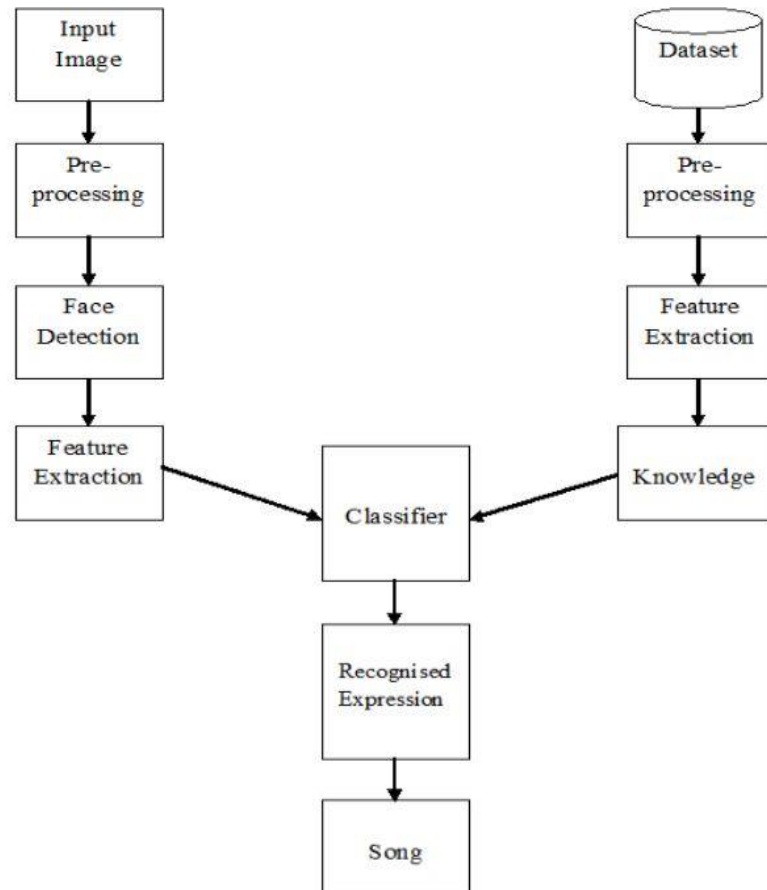 Input
Image
Pre-
processing
Face
Detection
Feature
Extraction
Dataset
Pre-
processing
Feature
Extraction
Knowledge
Classifier
Recognised
Expression
Song